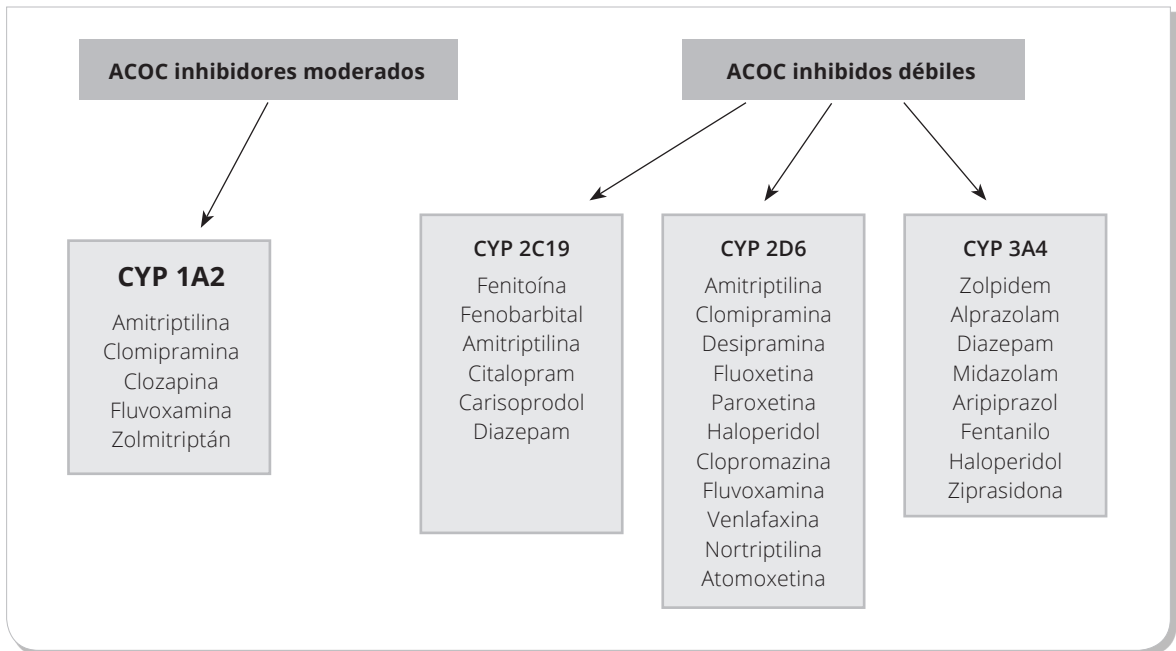 ACOC inhibidores moderados
ACOC inhibidos débiles
CYP 1A2
Amitriptilina
Clomipramina
Clozapina
Fluvoxamina
Zolmitriptán
CYP 2C19
Fenitoína
Fenobarbital
Amitriptilina
Citalopram
Carisoprodol
Diazepam
CYP 2D6
Amitriptilina
Clomipramina
Desipramina
Fluoxetina
Paroxetina
Haloperidol
Clopromazina
Fluvoxamina
Venlafaxina
Nortriptilina
Atomoxetina
CYP 3A4
Zolpidem
Alprazolam
Diazepam
Midazolam
Aripiprazol
Fentanilo
Haloperidol
Ziprasidona